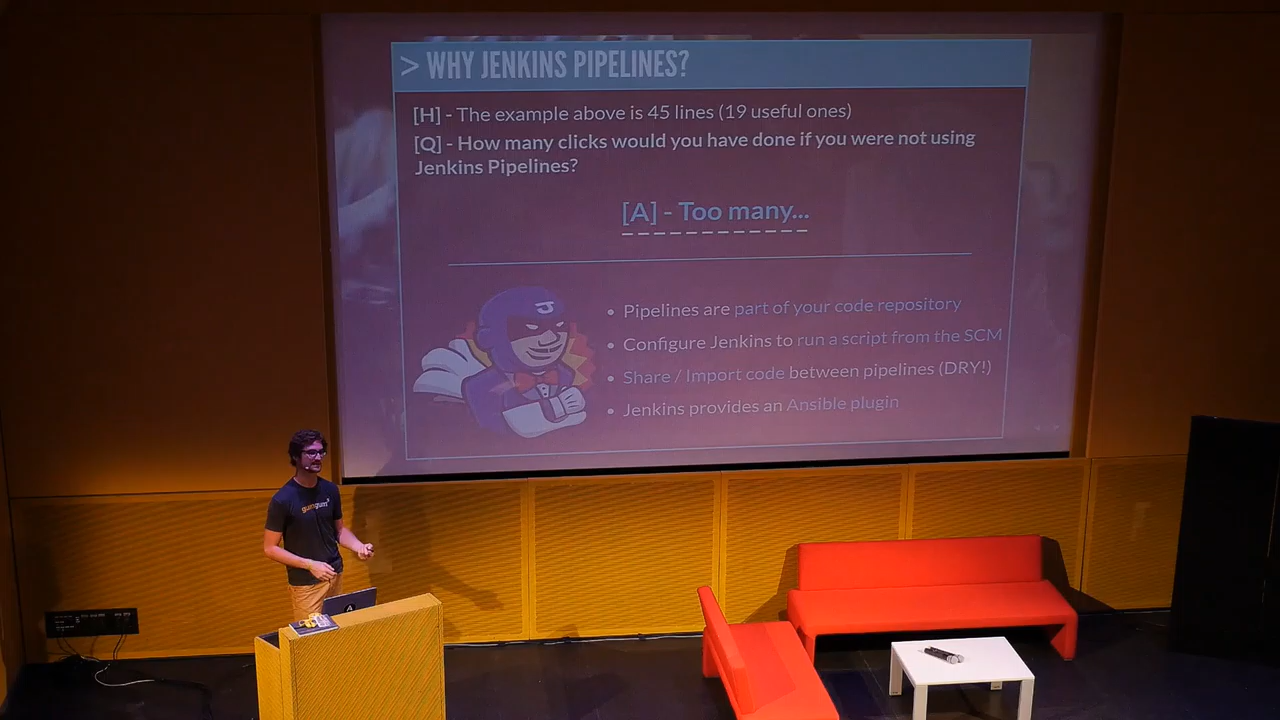 > WHY JENKINS PIPELINES?
[H] - The example above is 45 lines (19 useful ones)
[Q] - How many clicks would you have done if you were not using
Jenkins Pipelines?
[A] - Too many...
• Pipelines are part of your code repository
• Configure Jenkins to run a script from the SCM
• Share / Import code between pipelines (DRY!)
• Jenkins provides an Ansible plugin
gumgum